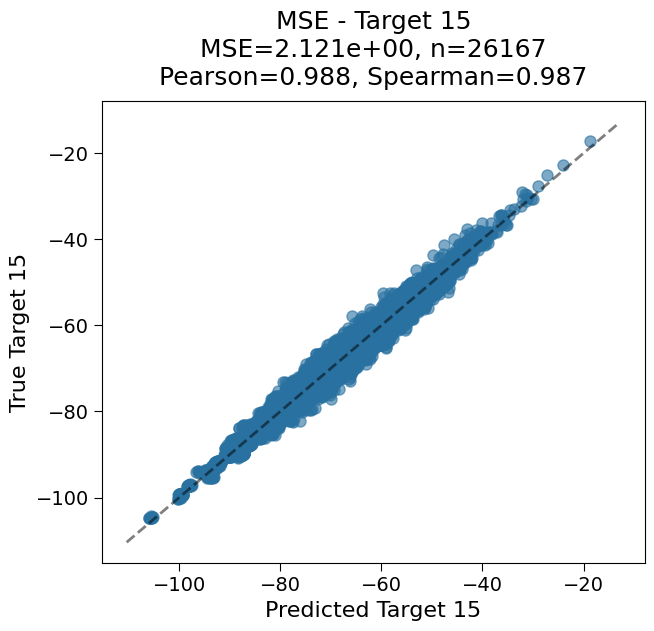 MSE - Target 15
MSE=2.121e+00, n=26167
Pearson=0.988, Spearman=0.987
−20
−40
−60
−80
−100
True Target 15
−100
−80
−60
−40
−20
Predicted Target 15